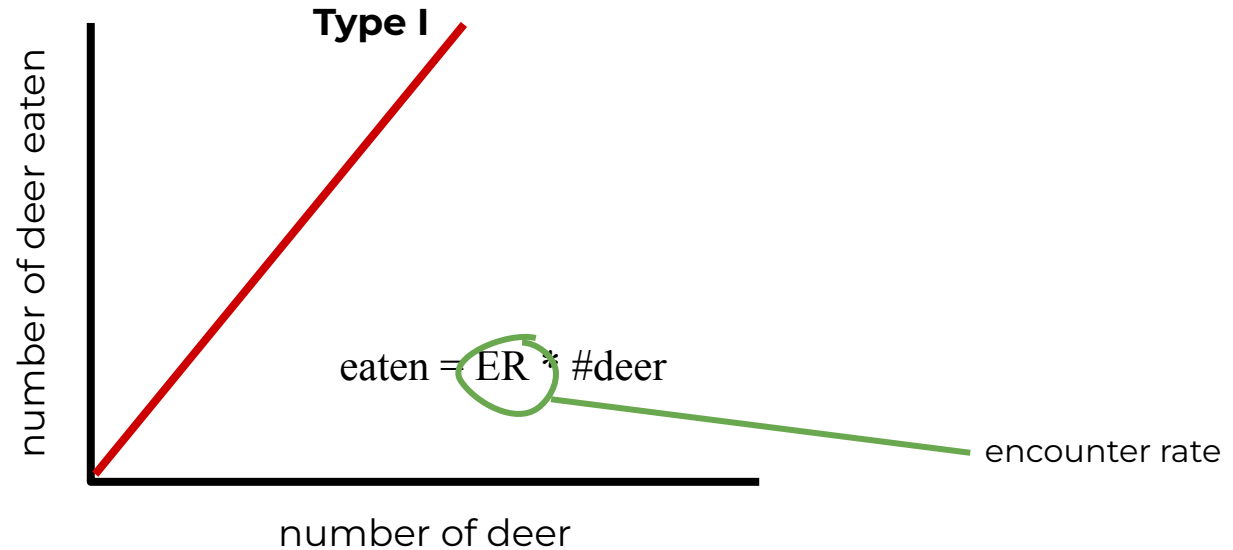 Type I
number of deer eaten
eaten = ER * #deer
encounter rate
number of deer